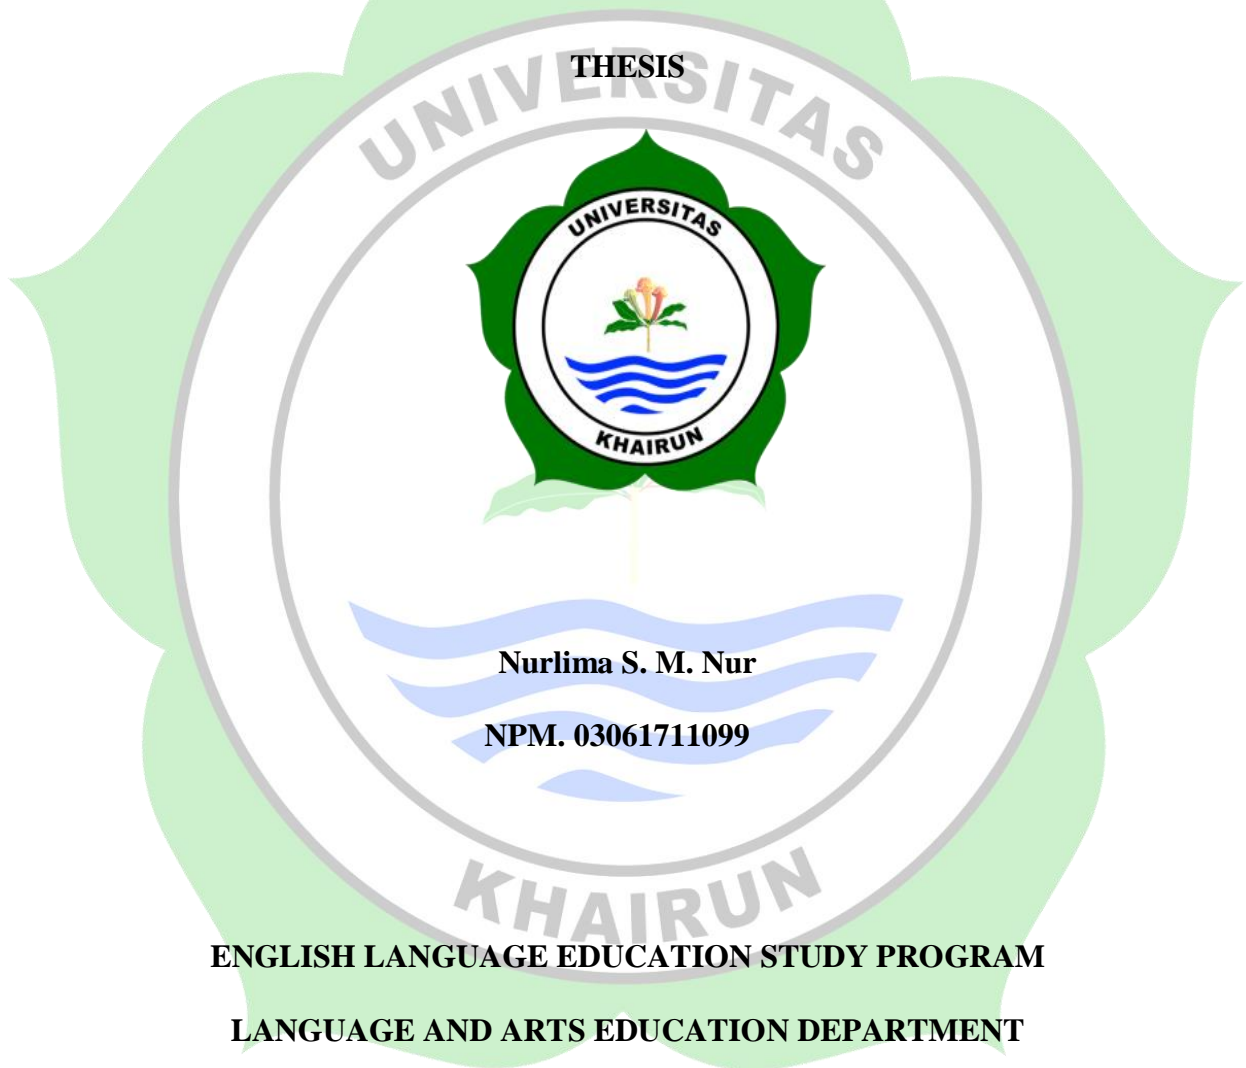 UNIVERSITAS
THESIS
UNIVERSITAS
KHAIRUN
Nurlima S. M. Nur
NPM. 03061711099
KHAIRUN
ENGLISH LANGUAGE EDUCATION STUDY PROGRAM
LANGUAGE AND ARTS EDUCATION DEPARTMENT